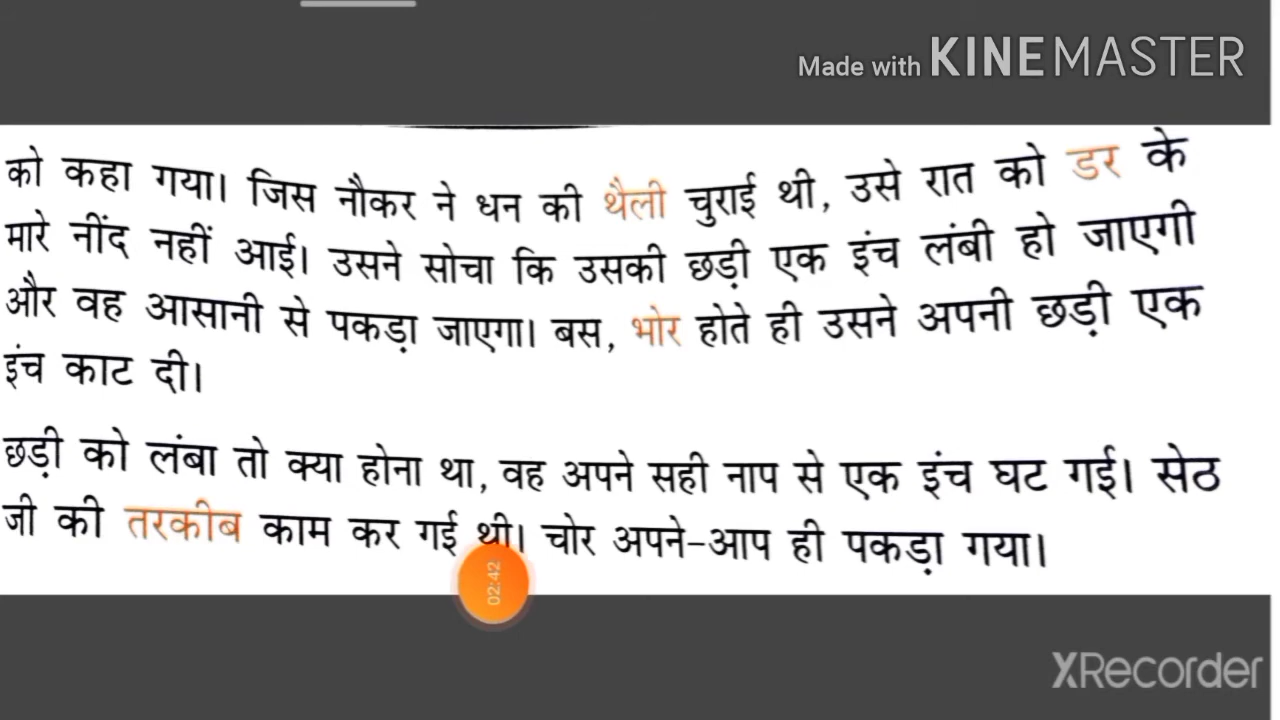 Made with KINEMASTER
को कहा गया। जिस नौकर ने धन की थैली चुराई थी, उसे रात को डर के
मारे नींद नहीं आई। उसने सोचा कि उसकी छड़ी एक इंच लंबी हो जाएगी
और वह आसानी से पकड़ा जाएगा। बस, भोर होते ही उसने अपनी छड़ी एक
इंच काट दी।
छड़ी को लंबा तो क्या होना था, वह अपने सही नाप से एक इंच घट गई। सेठ
जी की तरकीब काम कर गई थी। चोर अपने-आप ही पकड़ा गया।
02:42
XRecorder